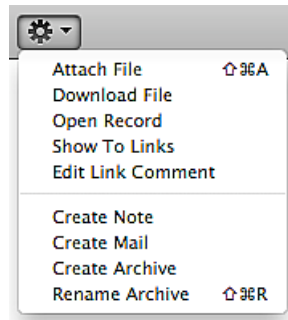 Attach File ⇧⌘A
Download File
Open Record
Show To Links
Edit Link Comment
Create Note
Create Mail
Create Archive
Rename Archive ⇧⌘R